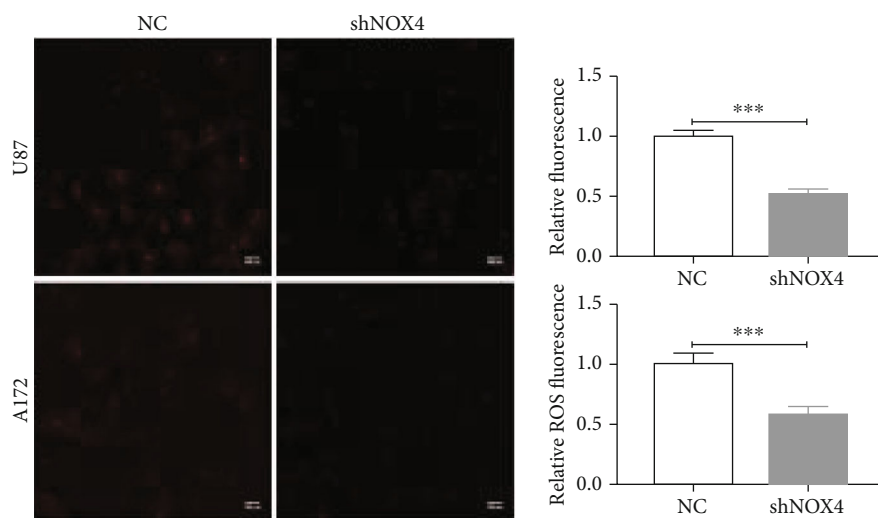 NC
shNOX4
U87
A172
Relative fluorescence
1.5
1.0
0.5
0.0
***
NC
shNOX4
Relative ROS fluorescence
1.5
1.0
0.5
0.0
***
NC
shNOX4